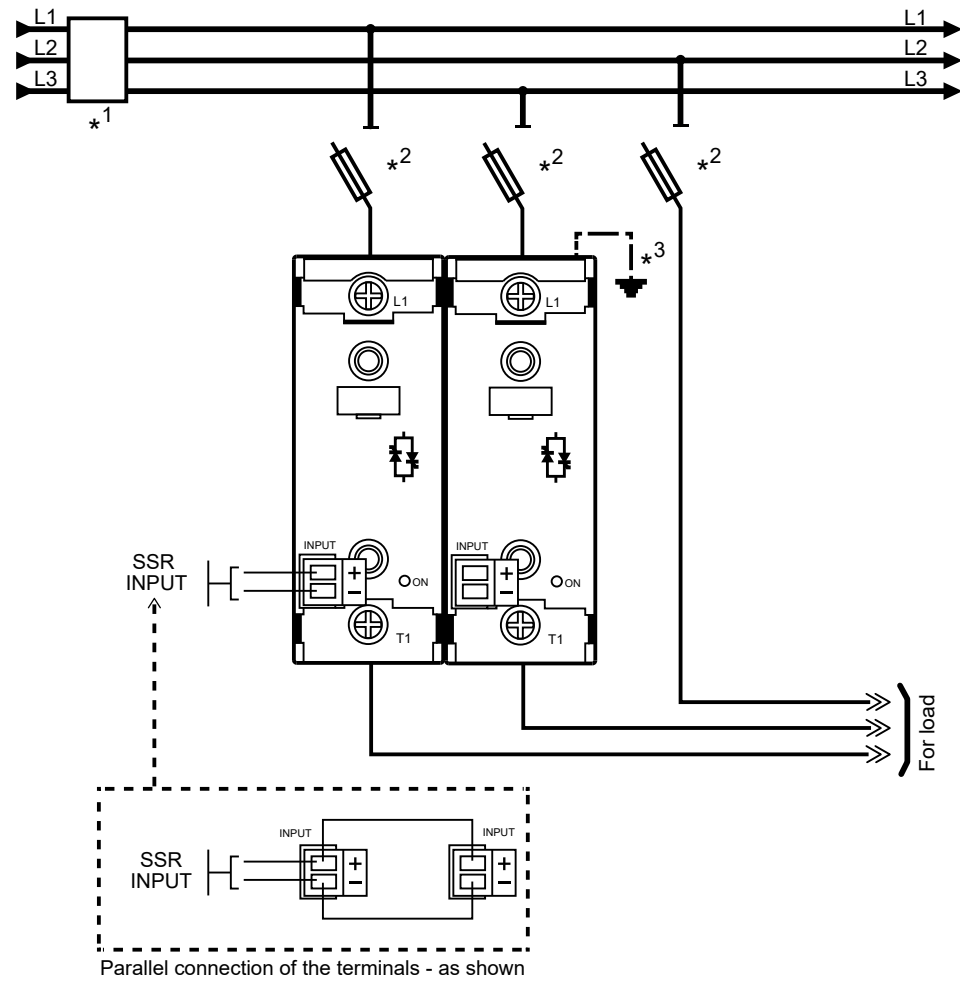 L1
L1
L2
L2
L3
L3
*1
*2
*2
*2
*3
L1
L1
INPUT
INPUT
SSR
INPUT
+
−
+
−
ON
ON
T1
T1
For load
INPUT
INPUT
SSR
INPUT
+
−
+
−
Parallel connection of the terminals - as shown